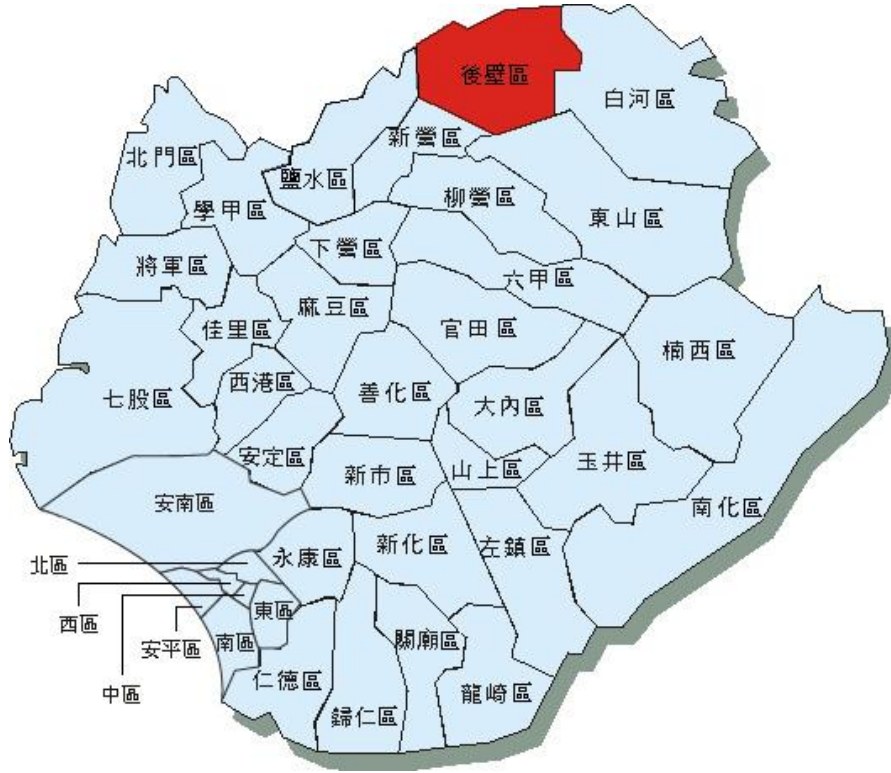 後壁區
白河區
新營區
北門區
鹽水區
柳營區
學甲區
東山區
下營區
將軍區
六甲區
麻豆區
佳里區
官田區
楠西區
西港區
七股區
善化區
大內區
安定區
新市區
山上區
玉井區
安南區
南化區
永康區
新化區
左鎮區
北區
東區
西區
安平區
南區
關廟區
中區
仁德區
歸仁區
龍崎區